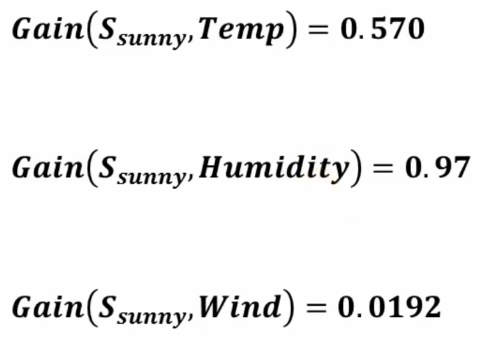 Gain(S_sunny, Temp) = 0.570
Gain(S_sunny, Humidity) = 0.97
Gain(S_sunny, Wind) = 0.0192